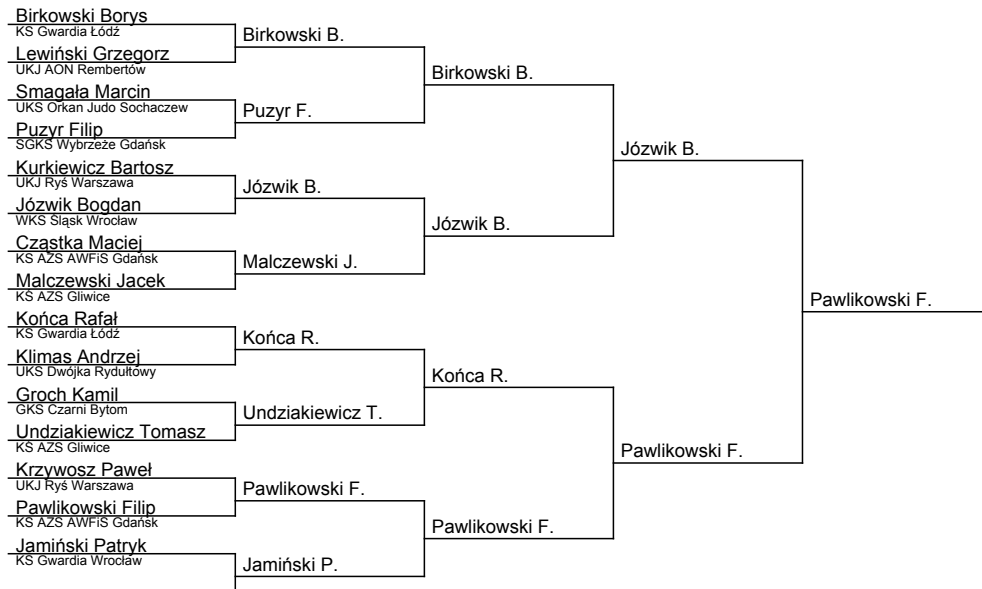 Birkowski Borys
KS Gwardia Łódź
Lewiński Grzegorz
UKJ AON Rembertów
Smagała Marcin
UKS Orkan Judo Sochaczew
Puzyr Filip
SGKS Wybrzeże Gdańsk
Kurkiewicz Bartosz
UKJ Ryś Warszawa
Józwik Bogdan
WKS Śląsk Wrocław
Cząstka Maciej
KS AZS AWFiS Gdańsk
Malczewski Jacek
KŚ AZS Gliwice
Końca Rafał
KS Gwardia Łódź
Klimas Andrzej
UKS Dwójka Rydułtowy
Groch Kamil
GKS Czarni Bytom
Undziakiewicz Tomasz
KŚ AZS Gliwice
Krzywosz Paweł
UKJ Ryś Warszawa
Pawlikowski Filip
KS AZS AWFiS Gdańsk
Jamiński Patryk
KS Gwardia Wrocław
Birkowski B.
Puzyr F.
Józwik B.
Malczewski J.
Końca R.
Undziakiewicz T.
Pawlikowski F.
Jamiński P.
Birkowski B.
Józwik B.
Końca R.
Pawlikowski F.
Józwik B.
Pawlikowski F.
Pawlikowski F.